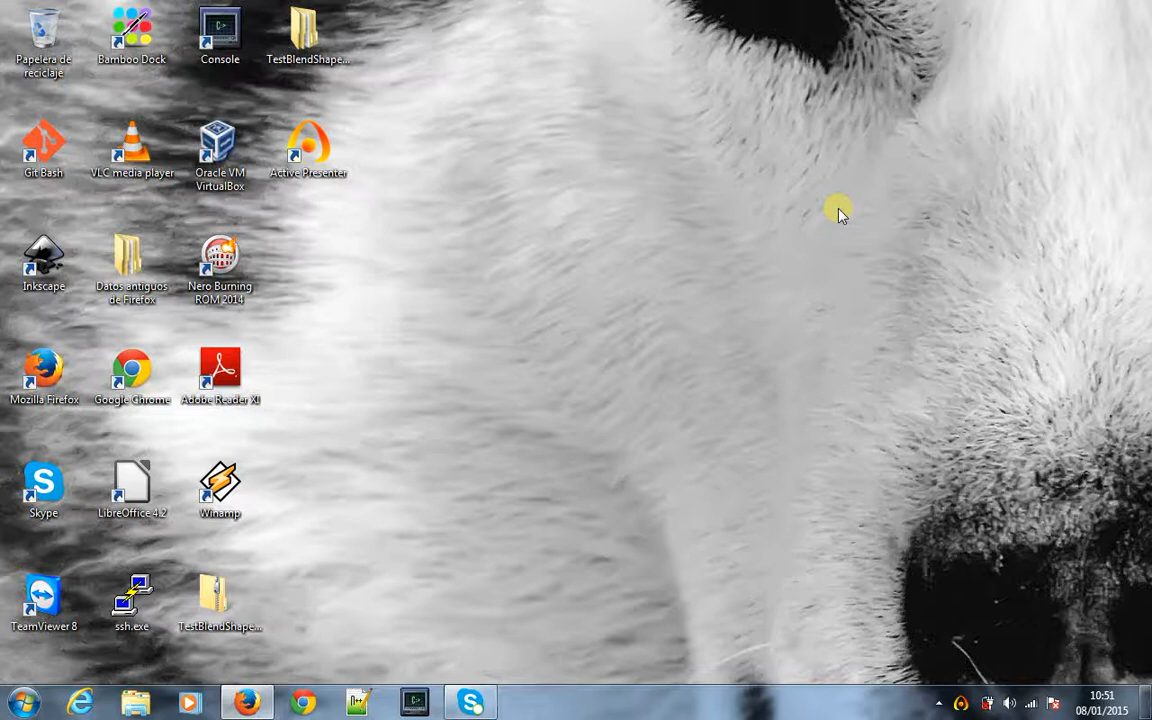 Papelera de
reciclaje
Bamboo Dock
Console
TestBlendShape...
Git Bash
VLC media player
Oracle VM
VirtualBox
Active Presenter
Inkscape
Datos antiguos
de Firefox
Nero Burning
ROM 2014
Mozilla Firefox
Google Chrome
Adobe Reader XI
Skype
LibreOffice 4.2
Winamp
TeamViewer 8
ssh.exe
TestBlendShape...
10:51
08/01/2015